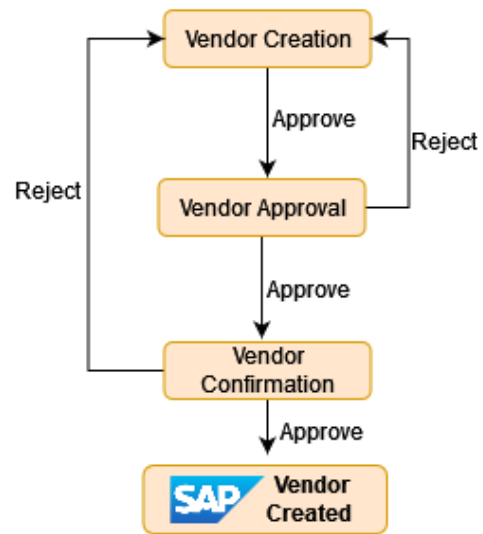 Vendor Creation
Approve
Reject
Reject
Vendor Approval
Approve
Vendor
Confirmation
Approve
SAP Vendor
Created